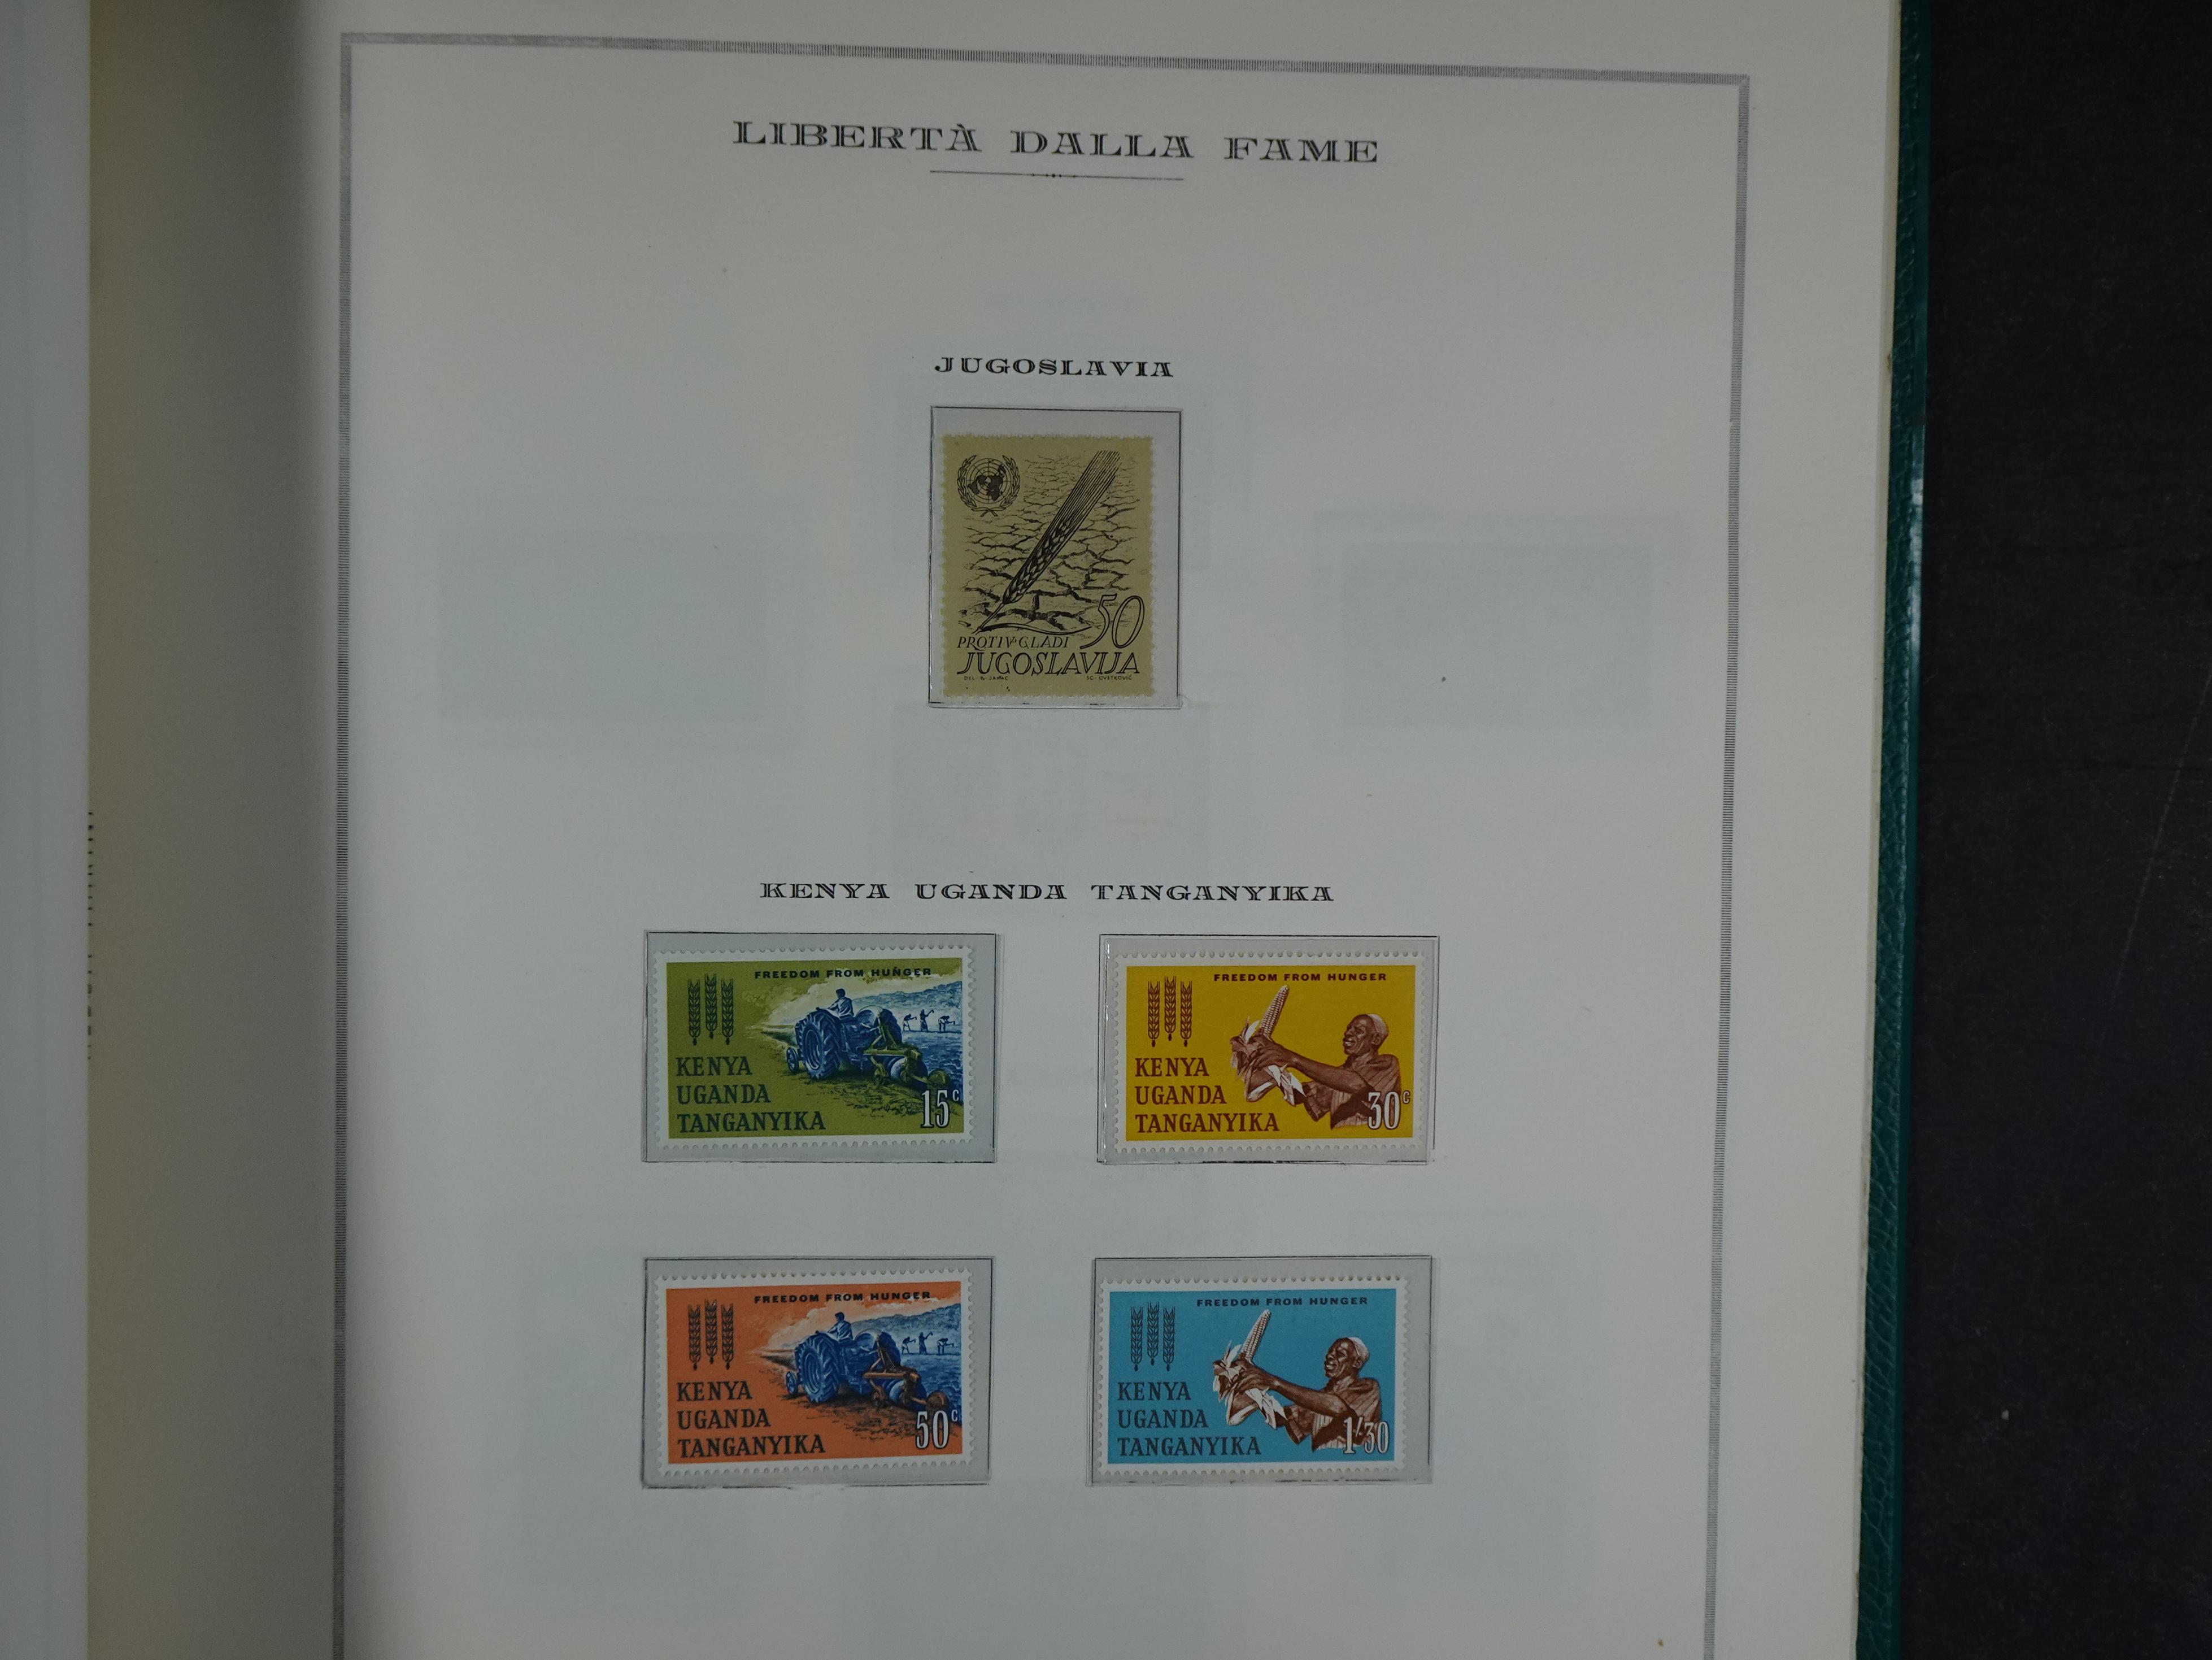 LIBERTÀ DALLA FAME
JUGOSLAVIA
50
PROTIV GLADI
JUGOSLAVIJA
KENYA UGANDA TANGANYIKA
FREEDOM FROM HUNGER
KENYA
UGANDA
TANGANYIKA
15c
FREEDOM FROM HUNGER
KENYA
UGANDA
TANGANYIKA
30c
FREEDOM FROM HUNGER
KENYA
UGANDA
TANGANYIKA
50c
FREEDOM FROM HUNGER
KENYA
UGANDA
TANGANYIKA
1/30